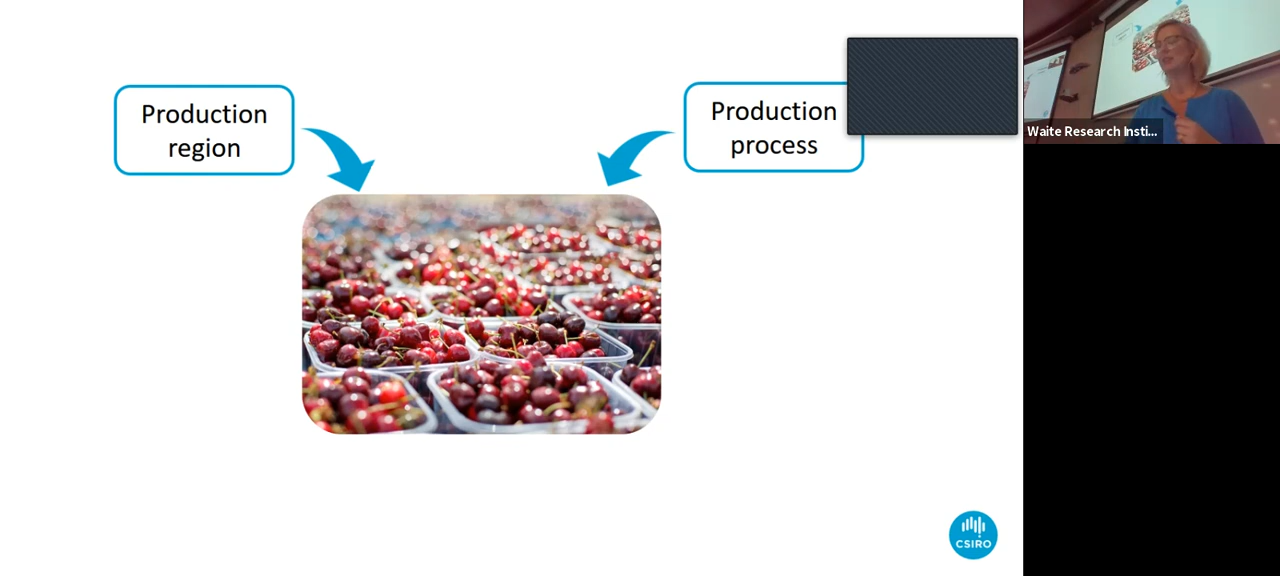 Production
region
Production
process
Waite Research Insti...
CSIRO